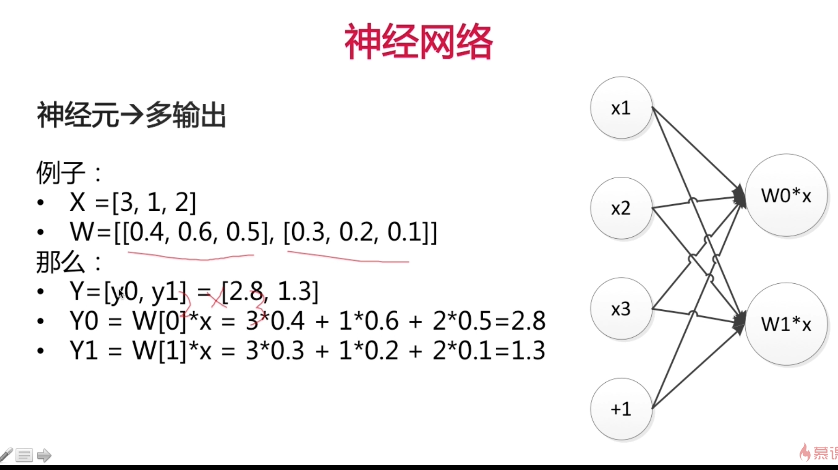 神经网络
神经元→多输出
例子：
• X =[3, 1, 2]
• W=[[0.4, 0.6, 0.5], [0.3, 0.2, 0.1]]
那么：
• Y=[y0, y1] = [2.8, 1.3]
• Y0 = W[0]*x = 3*0.4 + 1*0.6 + 2*0.5=2.8
• Y1 = W[1]*x = 3*0.3 + 1*0.2 + 2*0.1=1.3
x1
x2
x3
+1
W0*x
W1*x